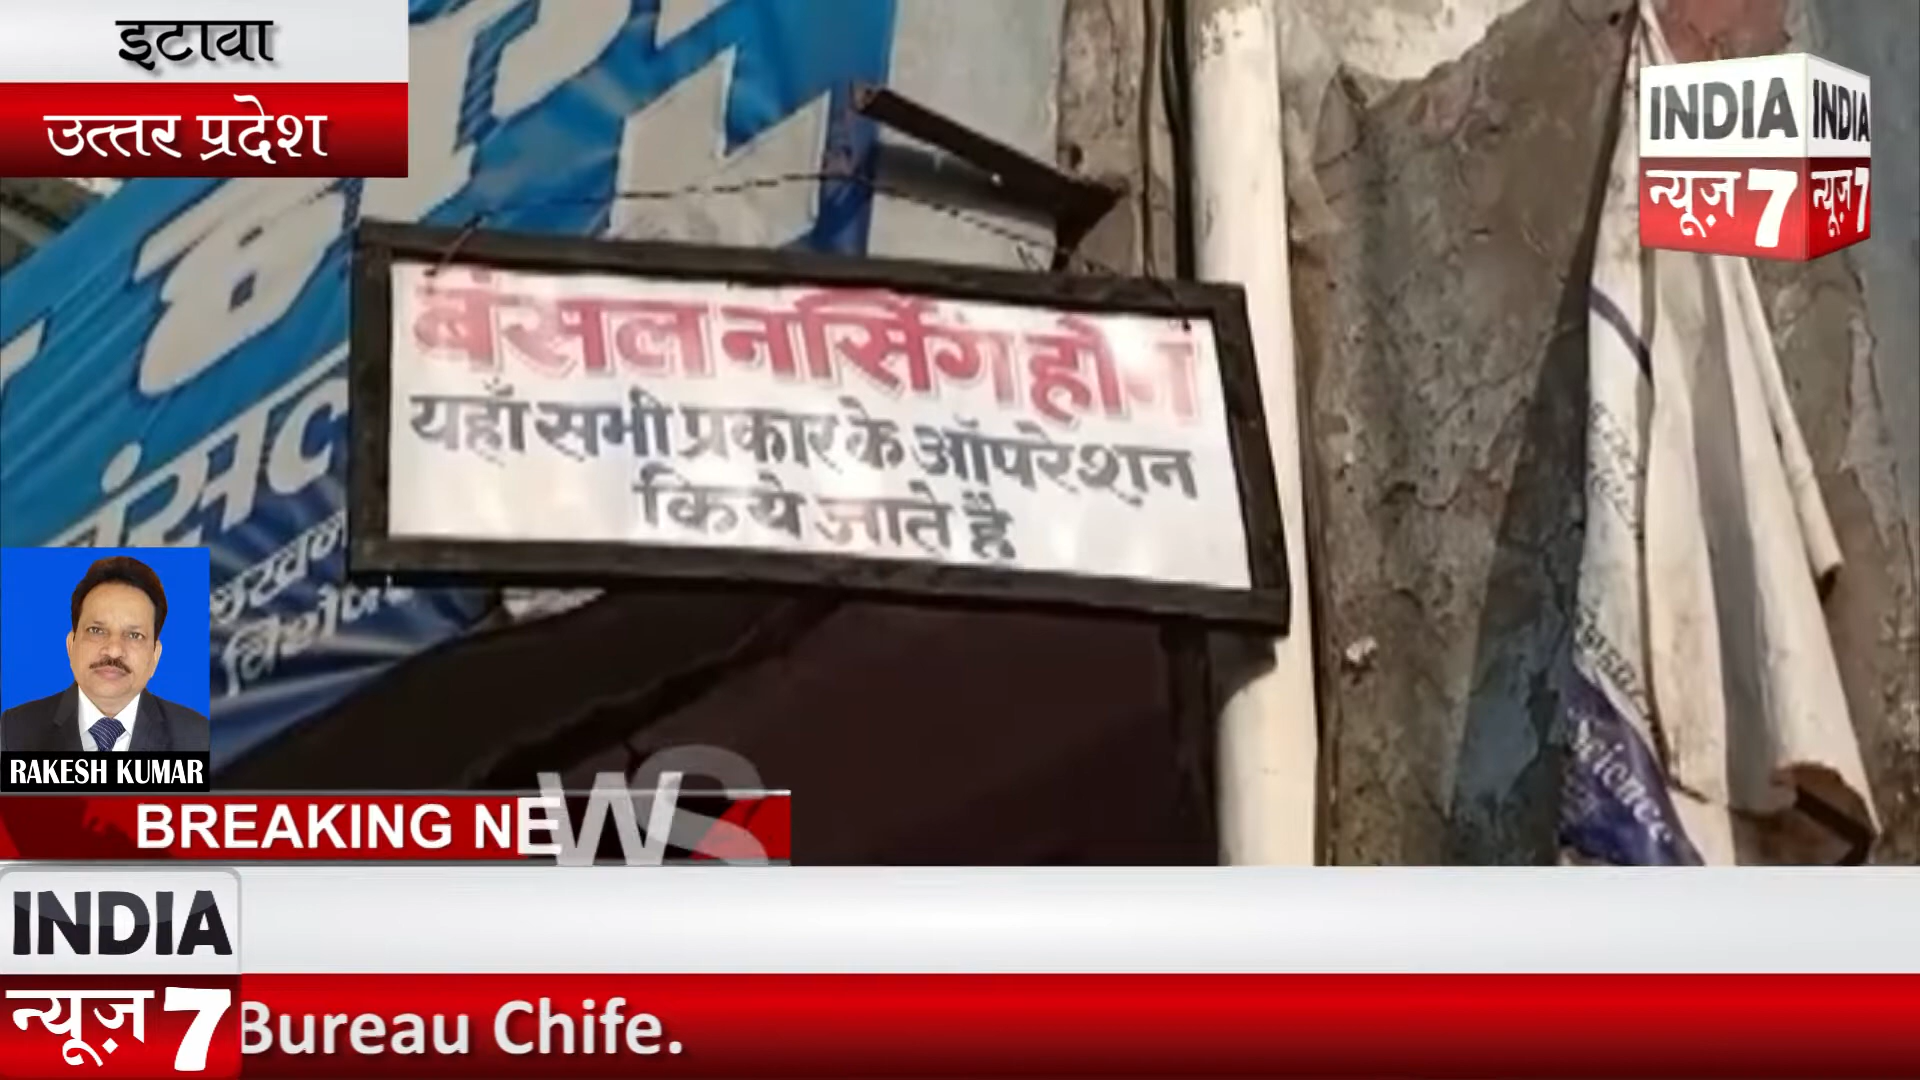 इटावा
उत्तर प्रदेश
INDIA INDIA
न्यूज़ 7 न्यूज़ 7
बंसल नर्सिंग होम
यहाँ सभी प्रकार के ऑपरेशन
किये जाते हैं
Science
RAKESH KUMAR
BREAKING NEWS
INDIA
न्यूज़ 7
Bureau Chife.